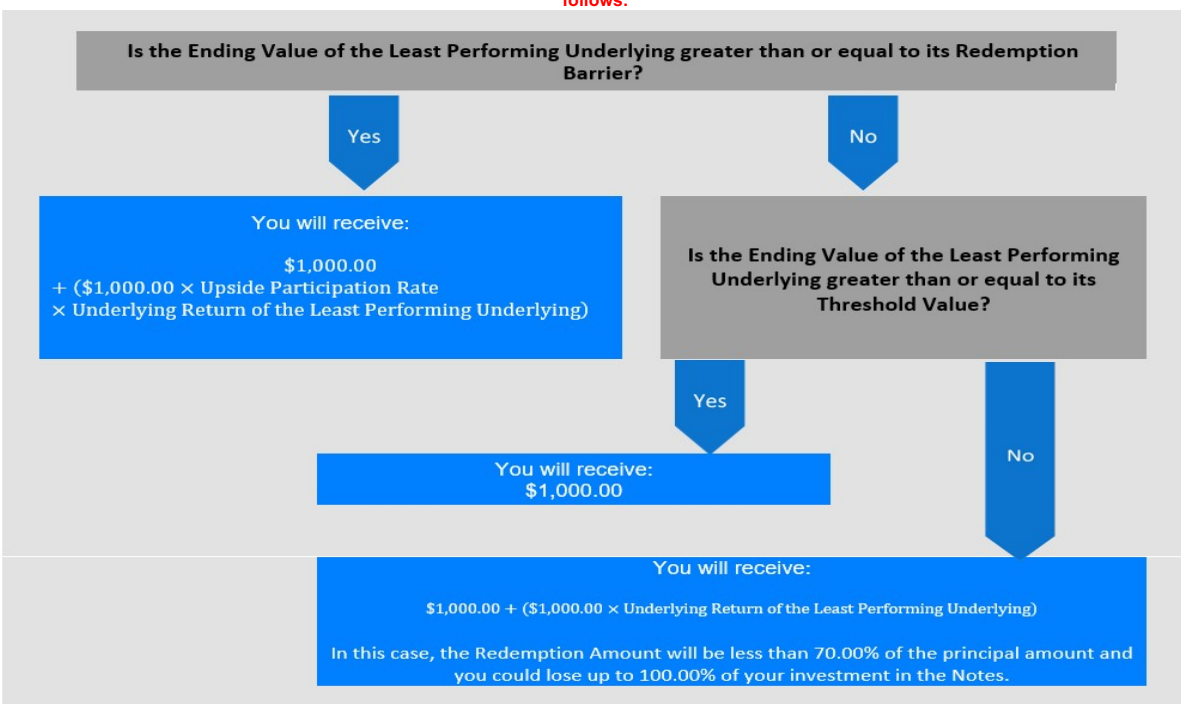 follows:
Is the Ending Value of the Least Performing Underlying greater than or equal to its Redemption
Barrier?
Yes
No
You will receive:
$1,000.00
+ ($1,000.00 × Upside Participation Rate
× Underlying Return of the Least Performing Underlying)
Is the Ending Value of the Least Performing
Underlying greater than or equal to its
Threshold Value?
Yes
No
You will receive:
$1,000.00
You will receive:
$1,000.00 + ($1,000.00 × Underlying Return of the Least Performing Underlying)
In this case, the Redemption Amount will be less than 70.00% of the principal amount and
you could lose up to 100.00% of your investment in the Notes.